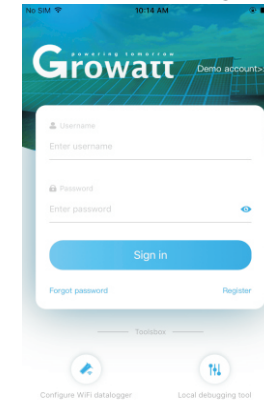 No SIM 10:14 AM
powering tomorrow
Growatt
Demo account>
Username
Enter username
Password
Enter password
Sign in
Forgot password Register
Toolsbox
Configure WiFi datalogger Local debugging tool